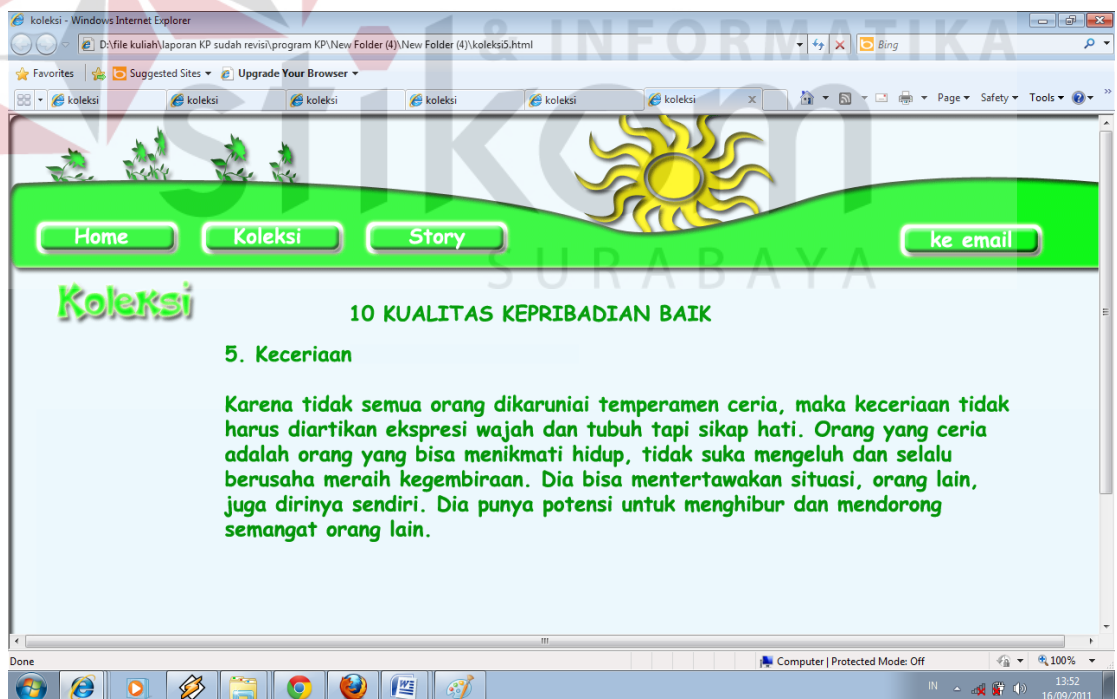 koleksi - Windows Internet Explorer
D:\file kuliah\laporan KP sudah revisi\program KP\New Folder (4)\New Folder (4)\koleksi5.html
Bing
Favorites Suggested Sites Upgrade Your Browser
koleksi koleksi koleksi koleksi koleksi koleksi Page Safety Tools
& INFORMATIKA
stikom
SURABAYA
Home Koleksi Story ke email
Koleksi
10 KUALITAS KEPRIBADIAN BAIK
5. Keceriaan
Karena tidak semua orang dikaruniai temperamen ceria, maka keceriaan tidak
harus diartikan ekspresi wajah dan tubuh tapi sikap hati. Orang yang ceria
adalah orang yang bisa menikmati hidup, tidak suka mengeluh dan selalu
berusaha meraih kegembiraan. Dia bisa mentertawakan situasi, orang lain,
juga dirinya sendiri. Dia punya potensi untuk menghibur dan mendorong
semangat orang lain.
Done Computer | Protected Mode: Off 100%
IN 13:52
16/09/2011